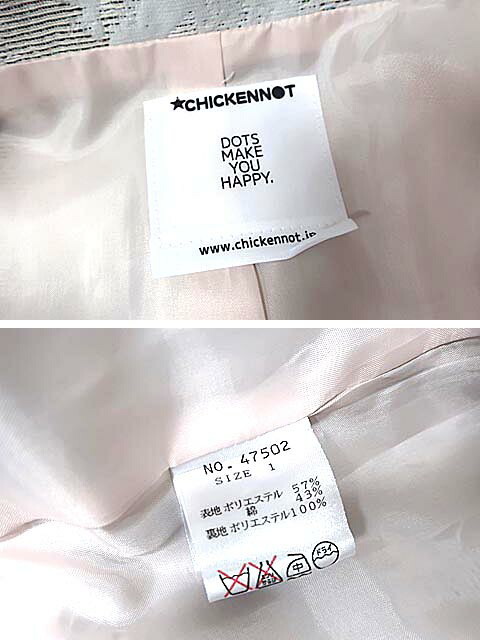 ★CHICKENNOT
DOTS
MAKE
YOU
HAPPY.
www.chickennot.jp
NO. 47502
SIZE 1
表地 ポリエステル 57%
綿 43%
裏地 ポリエステル100%
中
ドライ